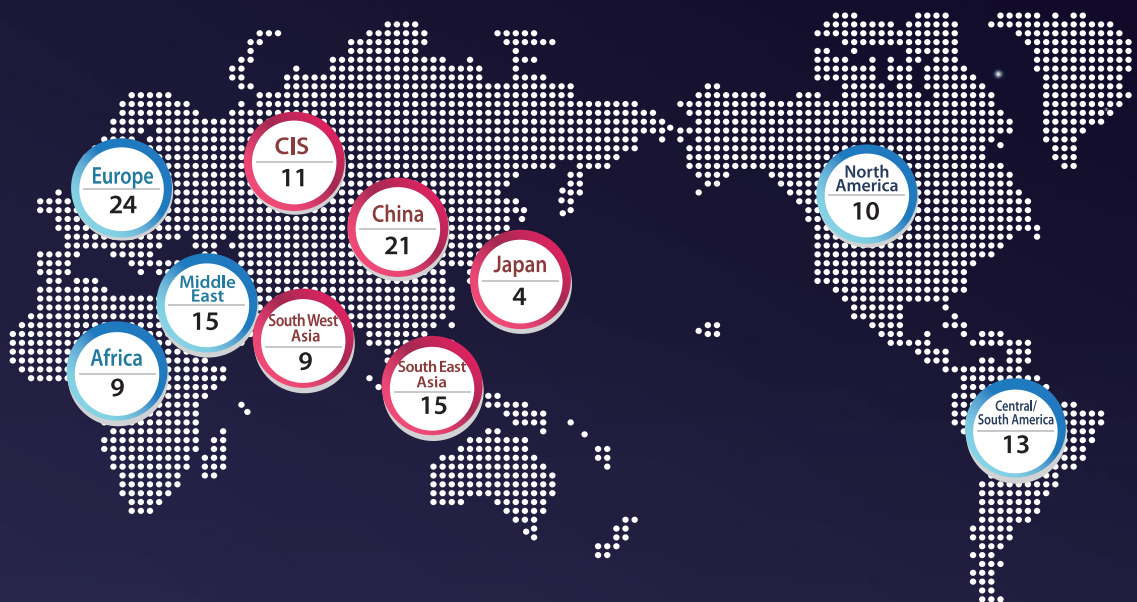 CIS
11
Europe
24
North
America
10
China
21
Japan
4
Middle
East
15
South West
Asia
9
Africa
9
South East
Asia
15
Central/
South America
13